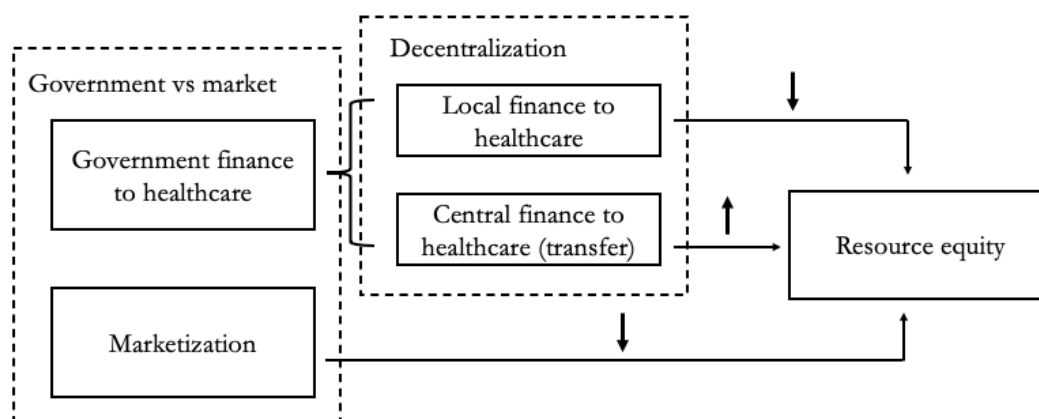 Decentralization
Government vs market
Local finance to
healthcare
Government finance
to healthcare
Central finance to
healthcare (transfer)
Resource equity
Marketization